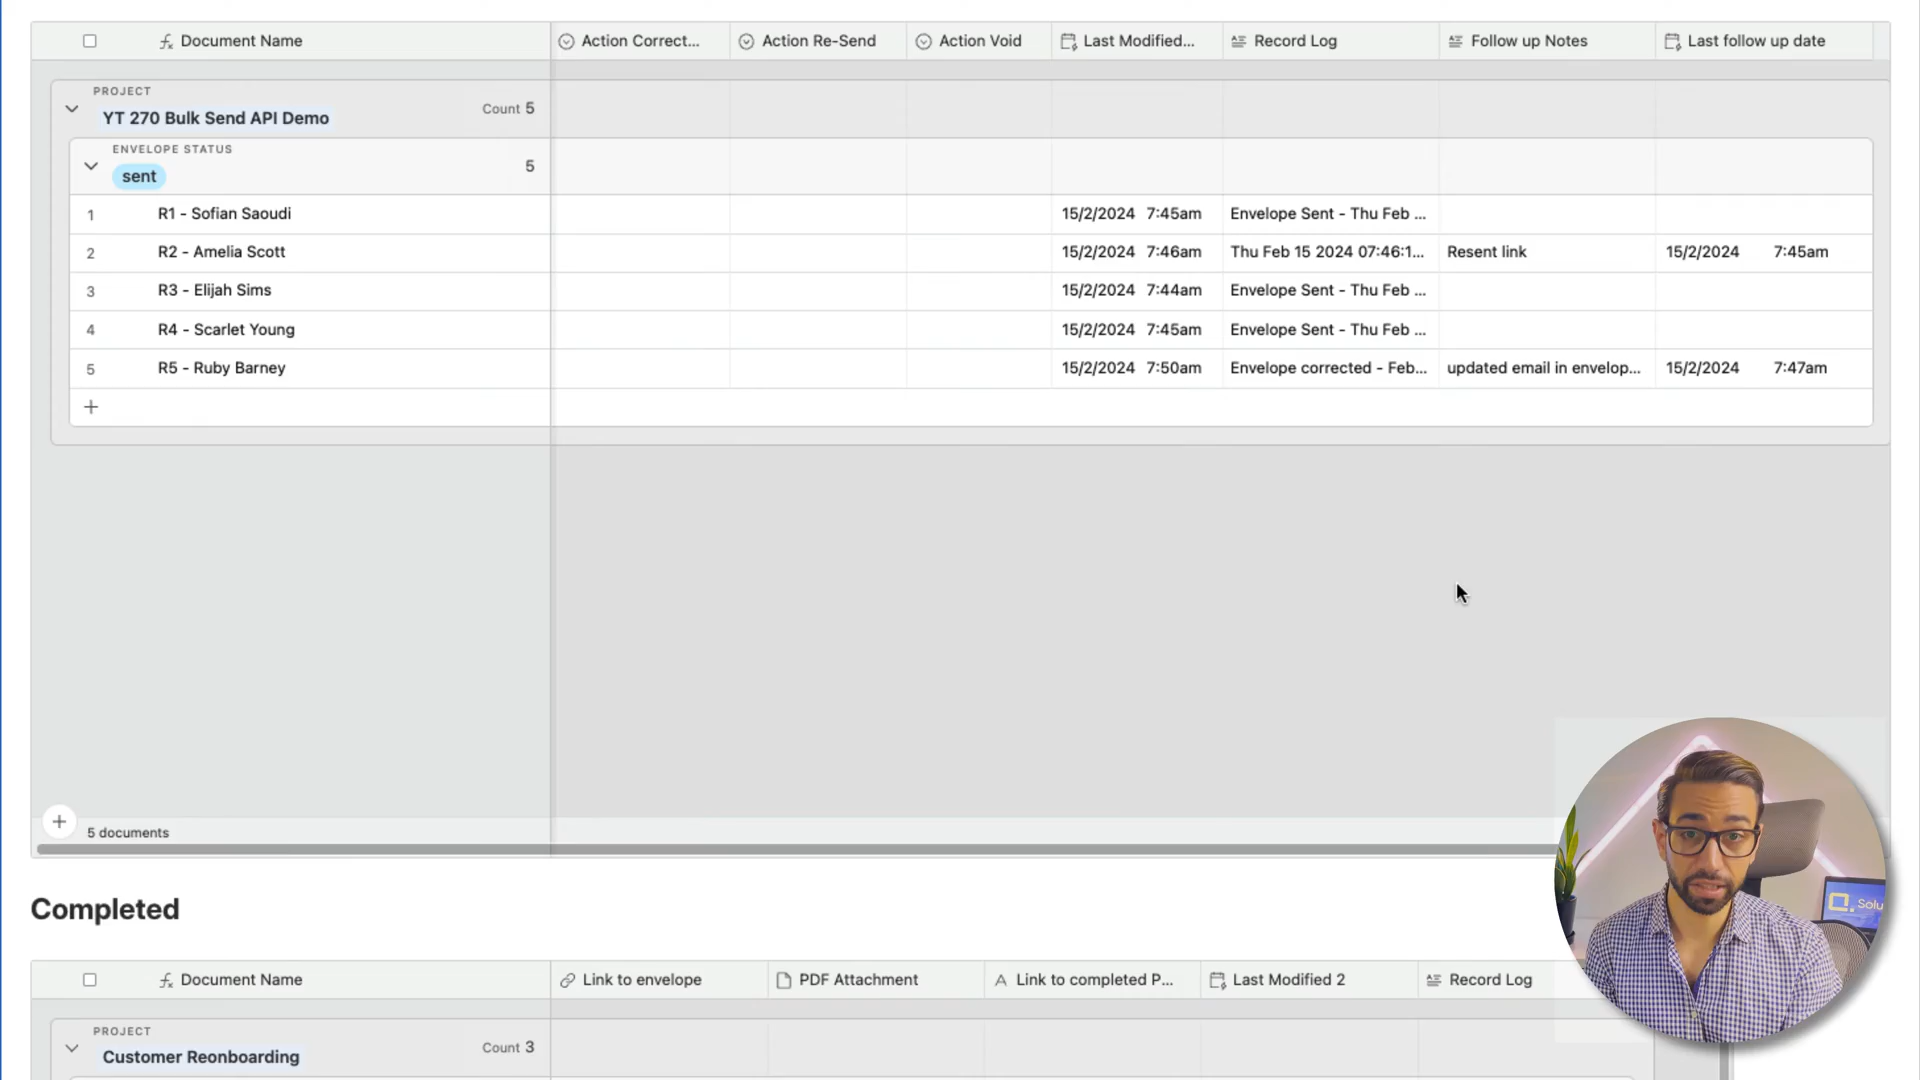 Document Name Action Correct... Action Re-Send Action Void Last Modified... Record Log Follow up Notes Last follow up date
PROJECT
YT 270 Bulk Send API Demo Count 5
ENVELOPE STATUS
sent 5
1 R1 - Sofian Saoudi 15/2/2024 7:45am Envelope Sent - Thu Feb ...
2 R2 - Amelia Scott 15/2/2024 7:46am Thu Feb 15 2024 07:46:1... Resent link 15/2/2024 7:45am
3 R3 - Elijah Sims 15/2/2024 7:44am Envelope Sent - Thu Feb ...
4 R4 - Scarlet Young 15/2/2024 7:45am Envelope Sent - Thu Feb ...
5 R5 - Ruby Barney 15/2/2024 7:50am Envelope corrected - Feb... updated email in envelop... 15/2/2024 7:47am
5 documents
Completed
Document Name Link to envelope PDF Attachment Link to completed P... Last Modified 2 Record Log
PROJECT
Customer Reonboarding Count 3
Solu